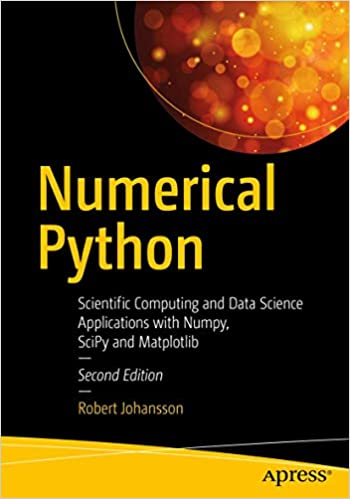 Numerical
Python
Scientific Computing and Data Science
Applications with Numpy,
SciPy and Matplotlib
—
Second Edition
—
Robert Johansson
Apress®